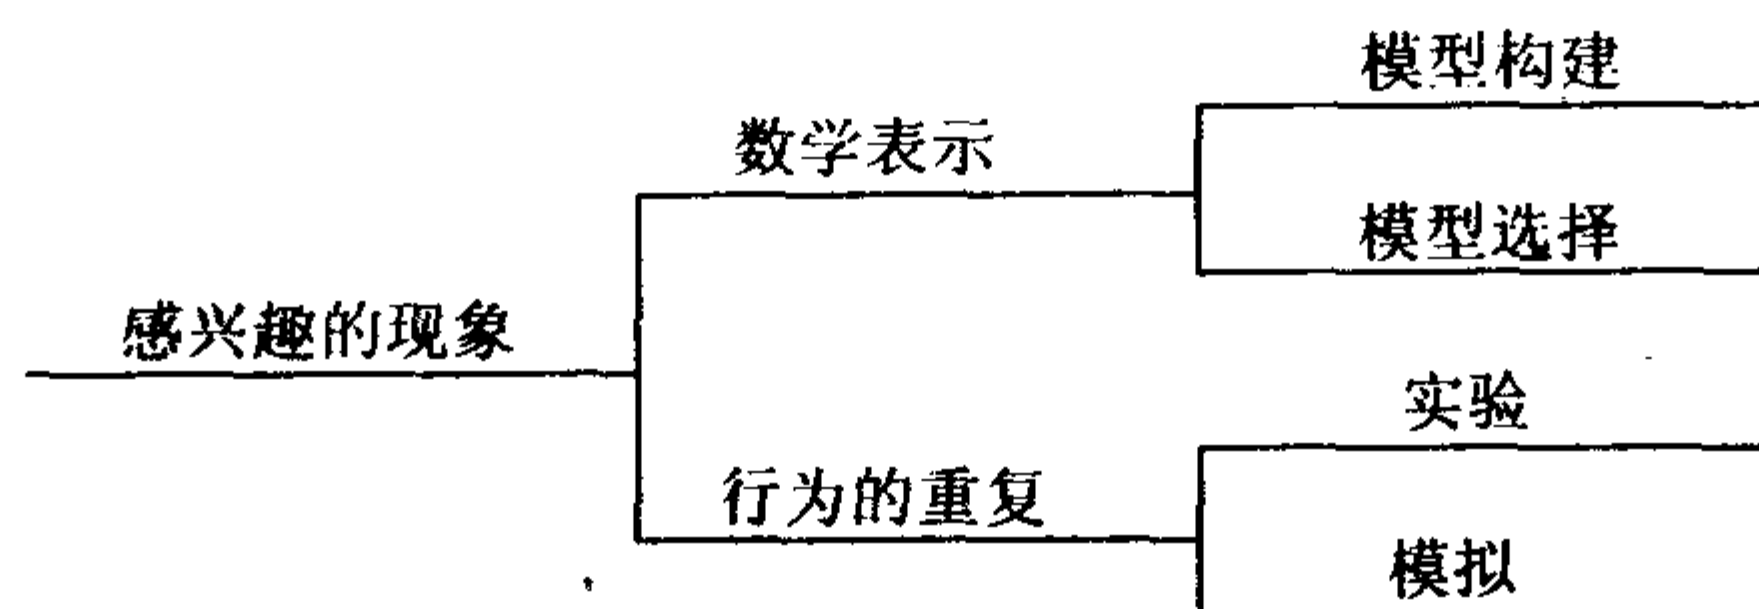 模型构建
数学表示
模型选择
感兴趣的现象
实验
行为的重复
模拟